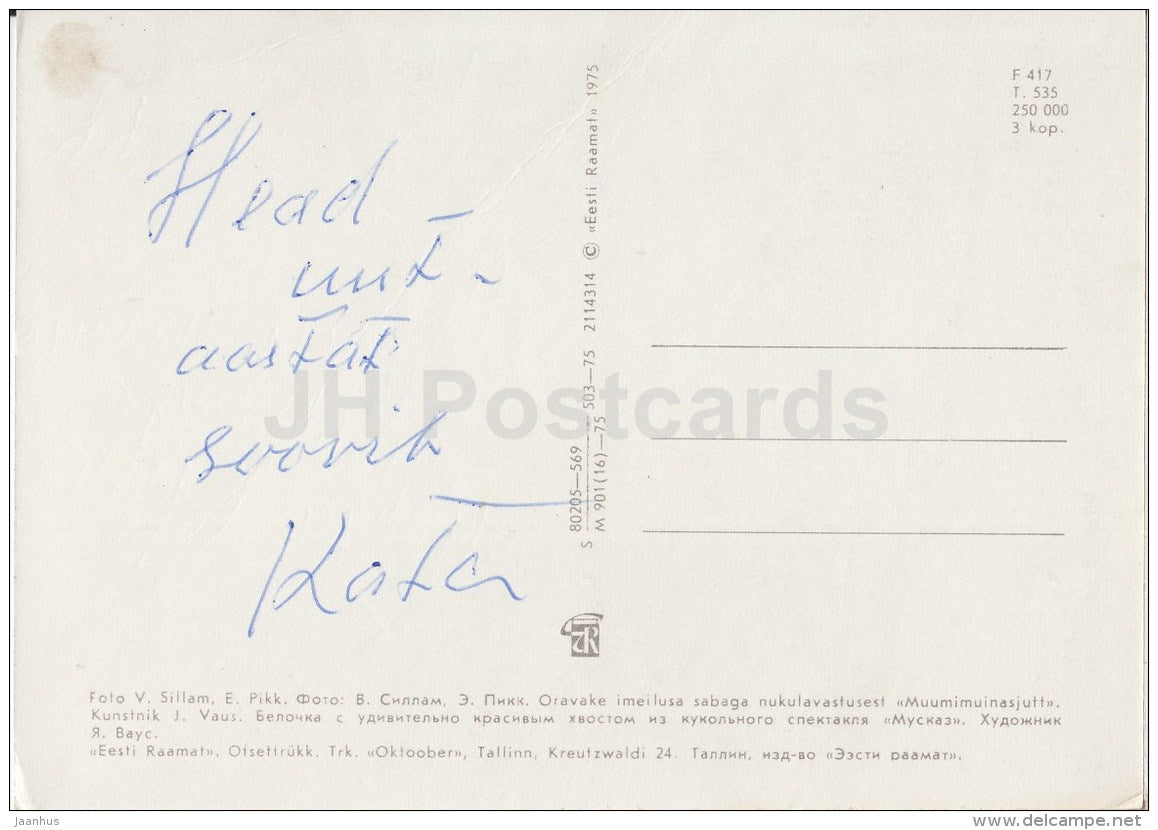 Head
uut
aastat
soovib
F 417
T. 535
250 000
3 kop.
S 80205—569 503—75 2114314 © «Eesti Raamat» 1975
M 901(16)—75
JH Postcards
Foto V. Sillam, E. Pikk. Фото: В. Силлам, Э. Пикк. Oravake imeilusa sabaga nukulavastusest «Muumimuinasjutt».
Kunstnik J. Vaus. Белочка с удивительно красивым хвостом из кукольного спектакля «Мусказ». Художник
Я. Ваус.
«Eesti Raamat». Ofsettrükk. Trk. «Oktoober», Tallinn, Kreutzwaldi 24. Таллин, изд-во «Ээсти раамат».
Jaanhus
www.delcampe.net